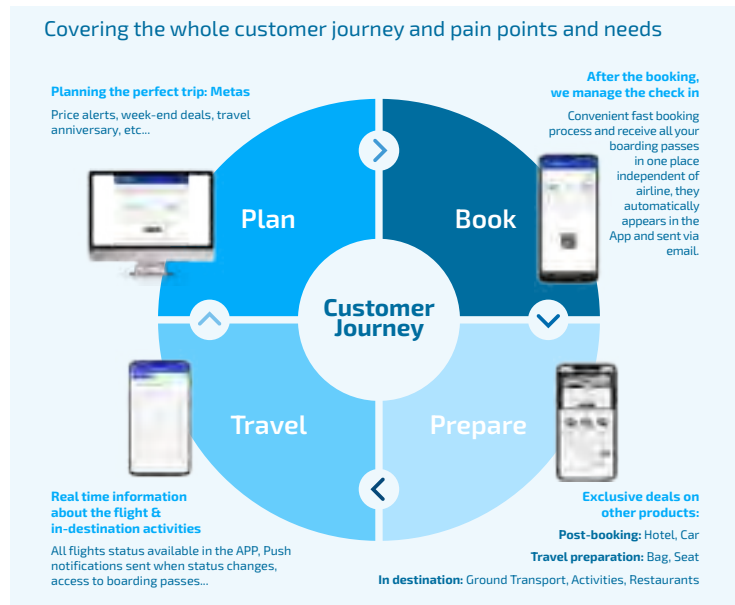 Covering the whole customer journey and pain points and needs
Planning the perfect trip: Metas
Price alerts, week-end deals, travel
anniversary, etc...
After the booking,
we manage the check in
Convenient fast booking
process and receive all your
boarding passes
in one place
independent of
airline, they
automatically
appears in the
App and sent via
email.
Plan
Book
Customer
Journey
Travel
Prepare
Real time information
about the flight &
in-destination activities
All flights status available in the APP, Push
notifications sent when status changes,
access to boarding passes...
Exclusive deals on
other products:
Post-booking: Hotel, Car
Travel preparation: Bag, Seat
In destination: Ground Transport, Activities, Restaurants